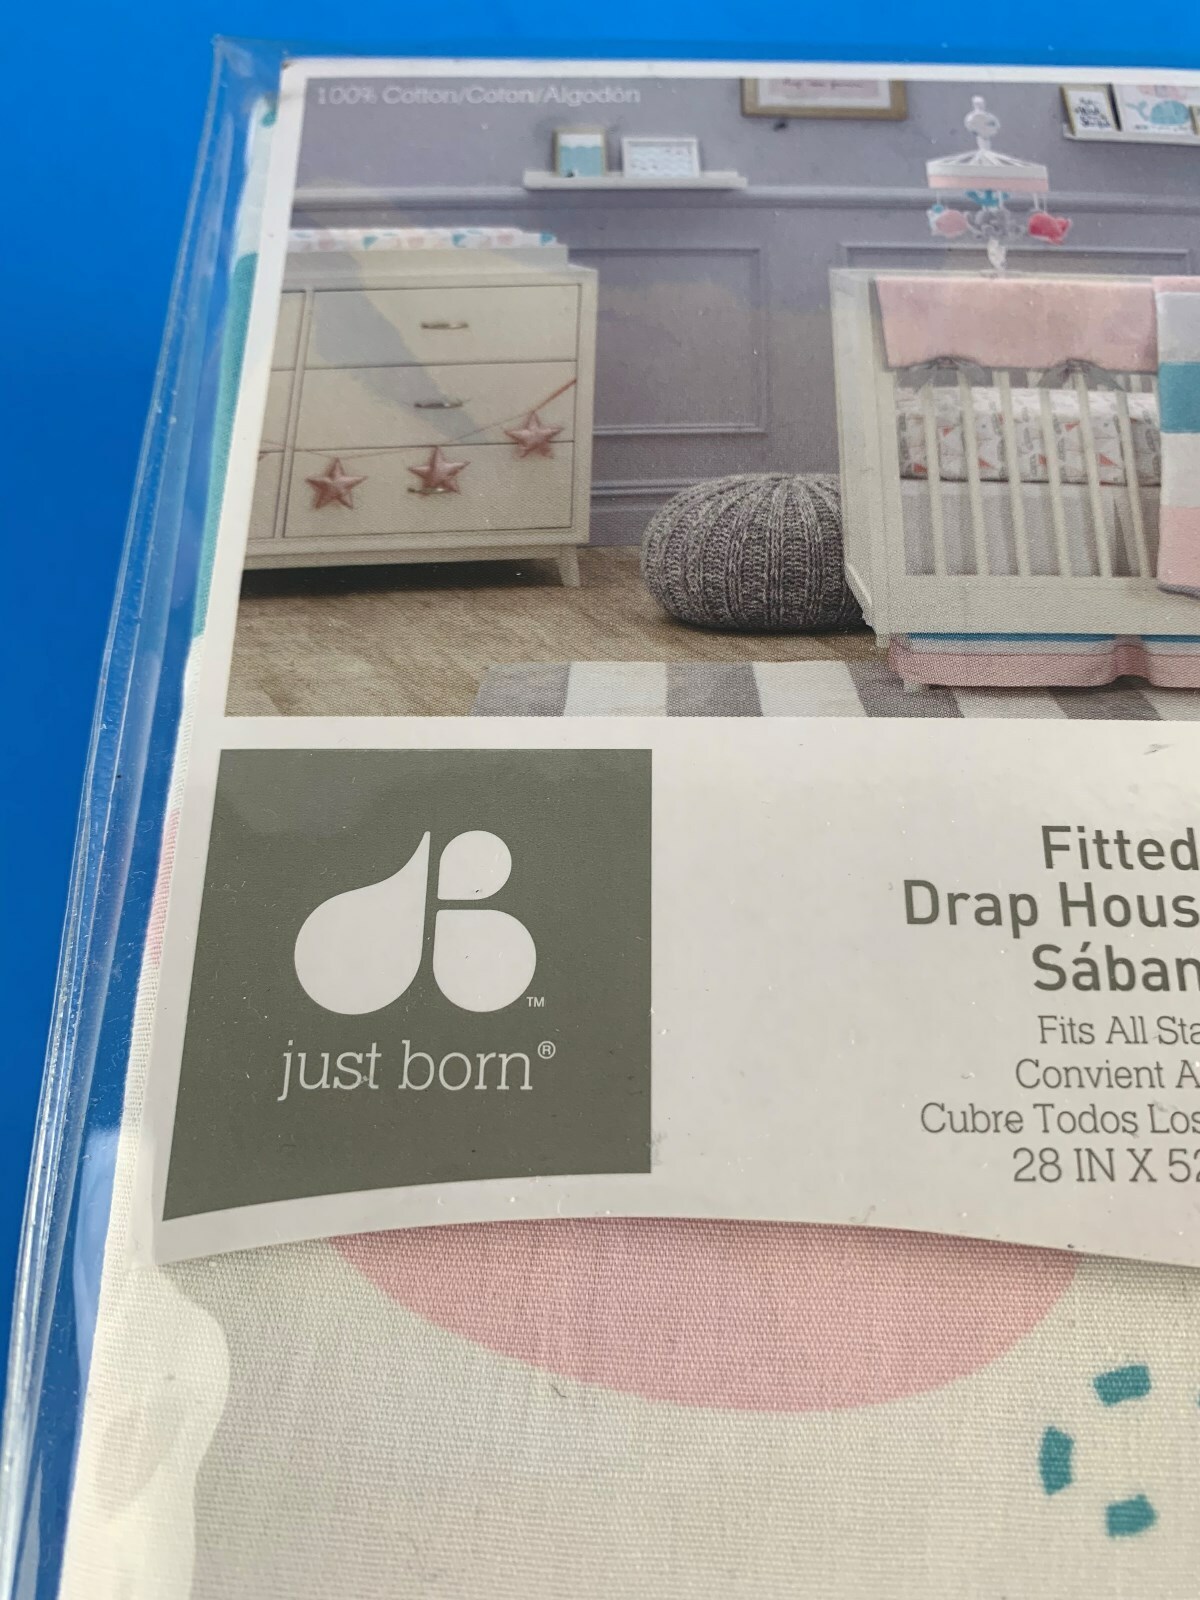 100% Cotton/Coton/Algodón
TM
just born®
Fitted
Drap Hous
Sában
Fits All Sta
Convient A
Cubre Todos Los
28 IN X 52